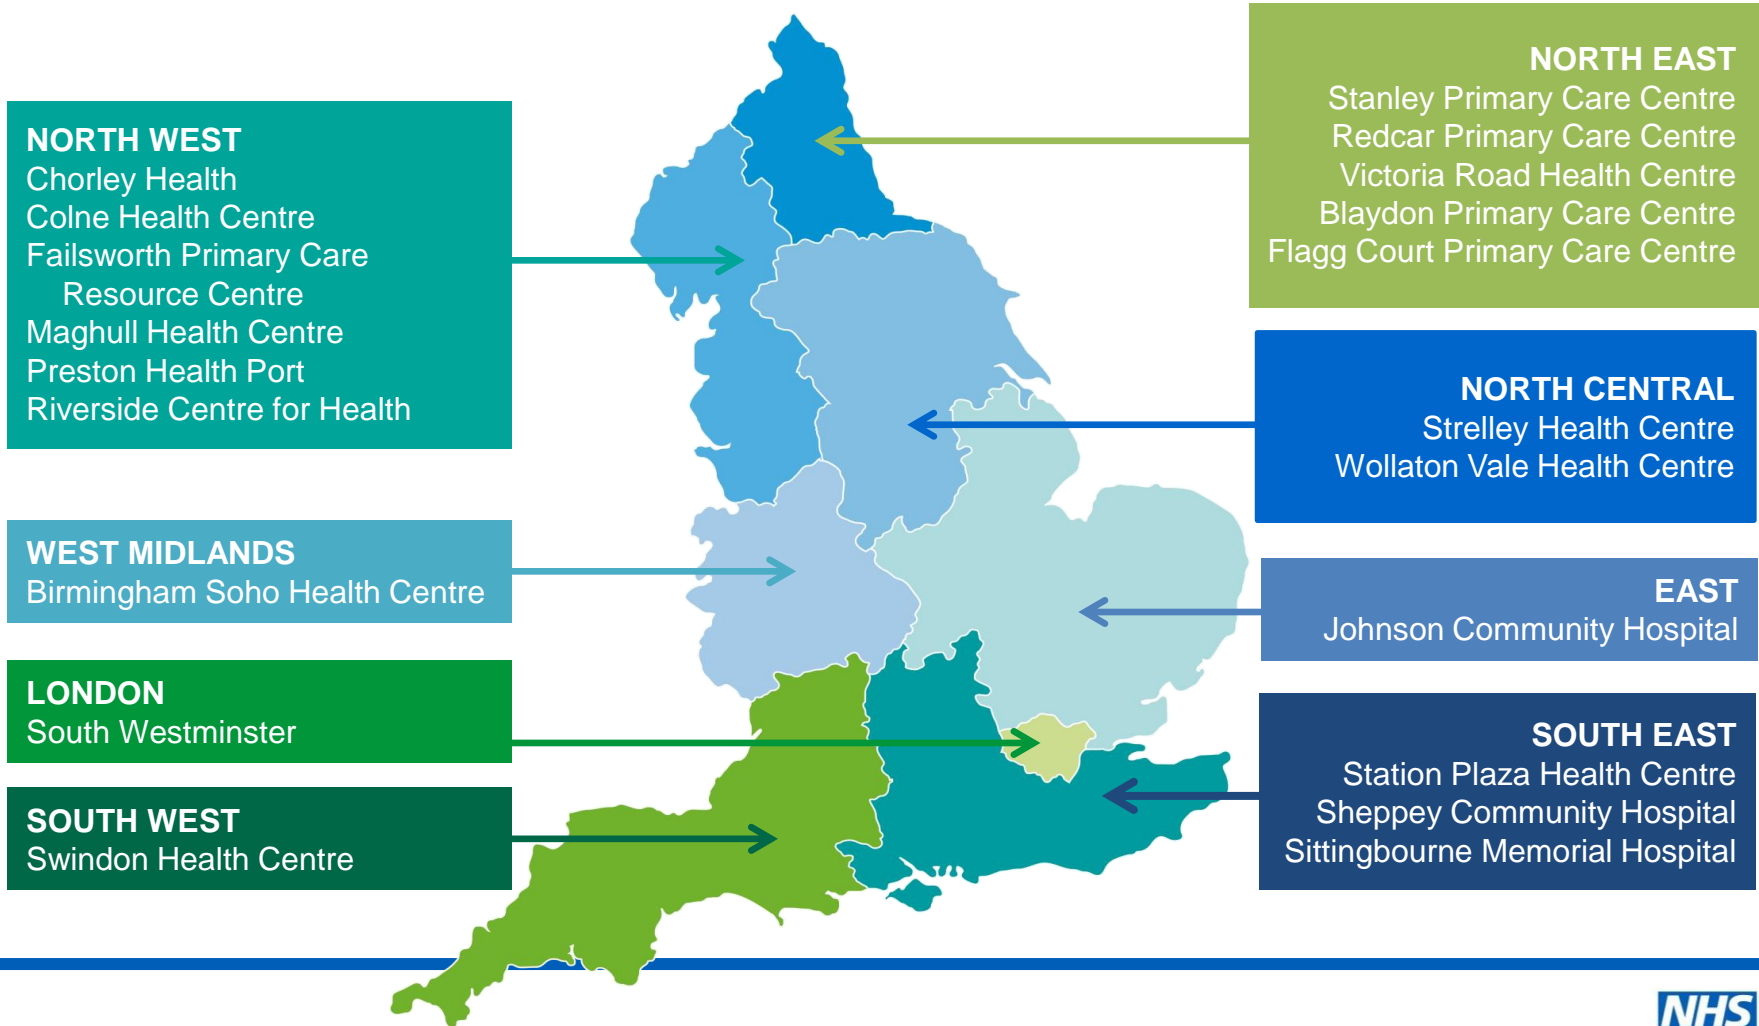 NORTH WEST
Chorley Health
Colne Health Centre
Failsworth Primary Care
Resource Centre
Maghull Health Centre
Preston Health Port
Riverside Centre for Health
WEST MIDLANDS
Birmingham Soho Health Centre
LONDON
South Westminster
SOUTH WEST
Swindon Health Centre
NORTH EAST
Stanley Primary Care Centre
Redcar Primary Care Centre
Victoria Road Health Centre
Blaydon Primary Care Centre
Flagg Court Primary Care Centre
NORTH CENTRAL
Strelley Health Centre
Wollaton Vale Health Centre
EAST
Johnson Community Hospital
SOUTH EAST
Station Plaza Health Centre
Sheppey Community Hospital
Sittingbourne Memorial Hospital
NHS